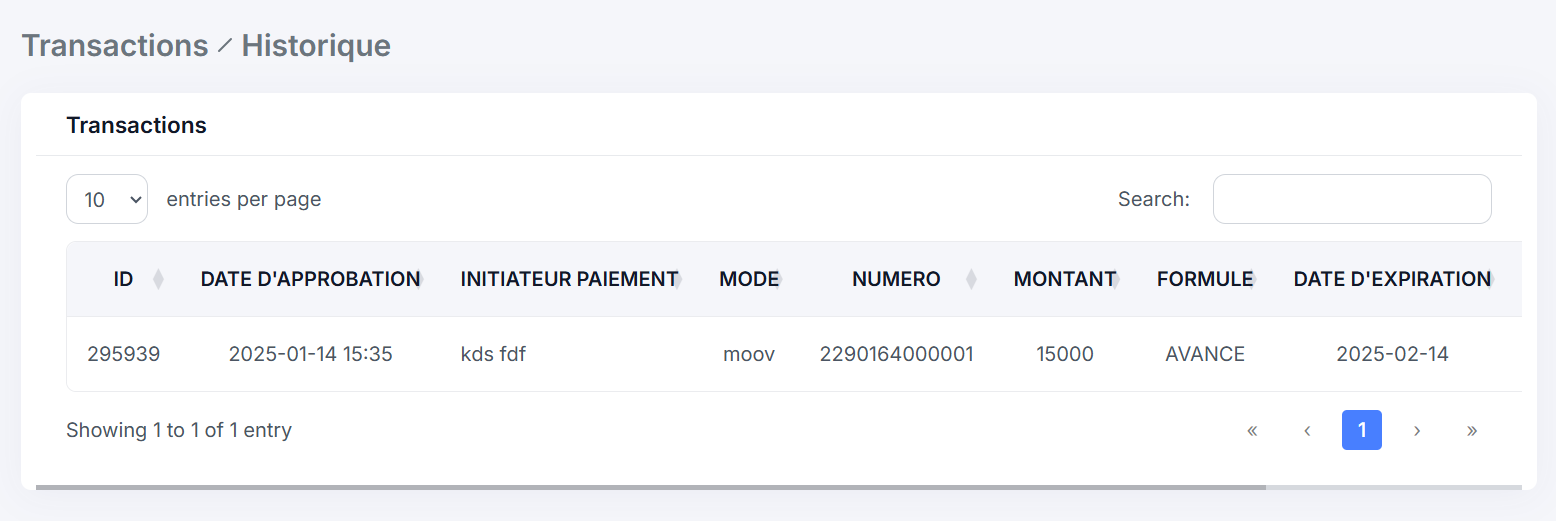 Transactions / Historique
Transactions
10 entries per page Search:
ID DATE D'APPROBATION INITIATEUR PAIEMENT MODE NUMERO MONTANT FORMULE DATE D'EXPIRATION
295939 2025-01-14 15:35 kds fdf moov 2290164000001 15000 AVANCE 2025-02-14
Showing 1 to 1 of 1 entry « ‹ 1 › »